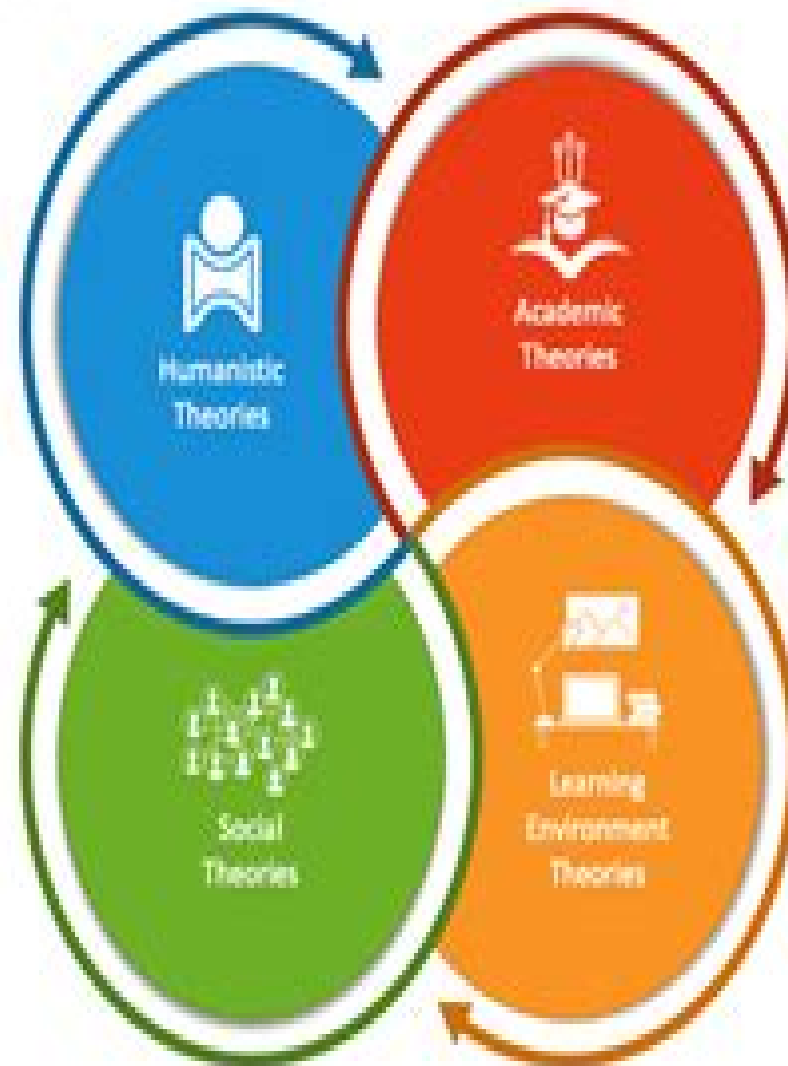 Humanistic
Theories
Academic
Theories
Social
Theories
Learning
Environment
Theories